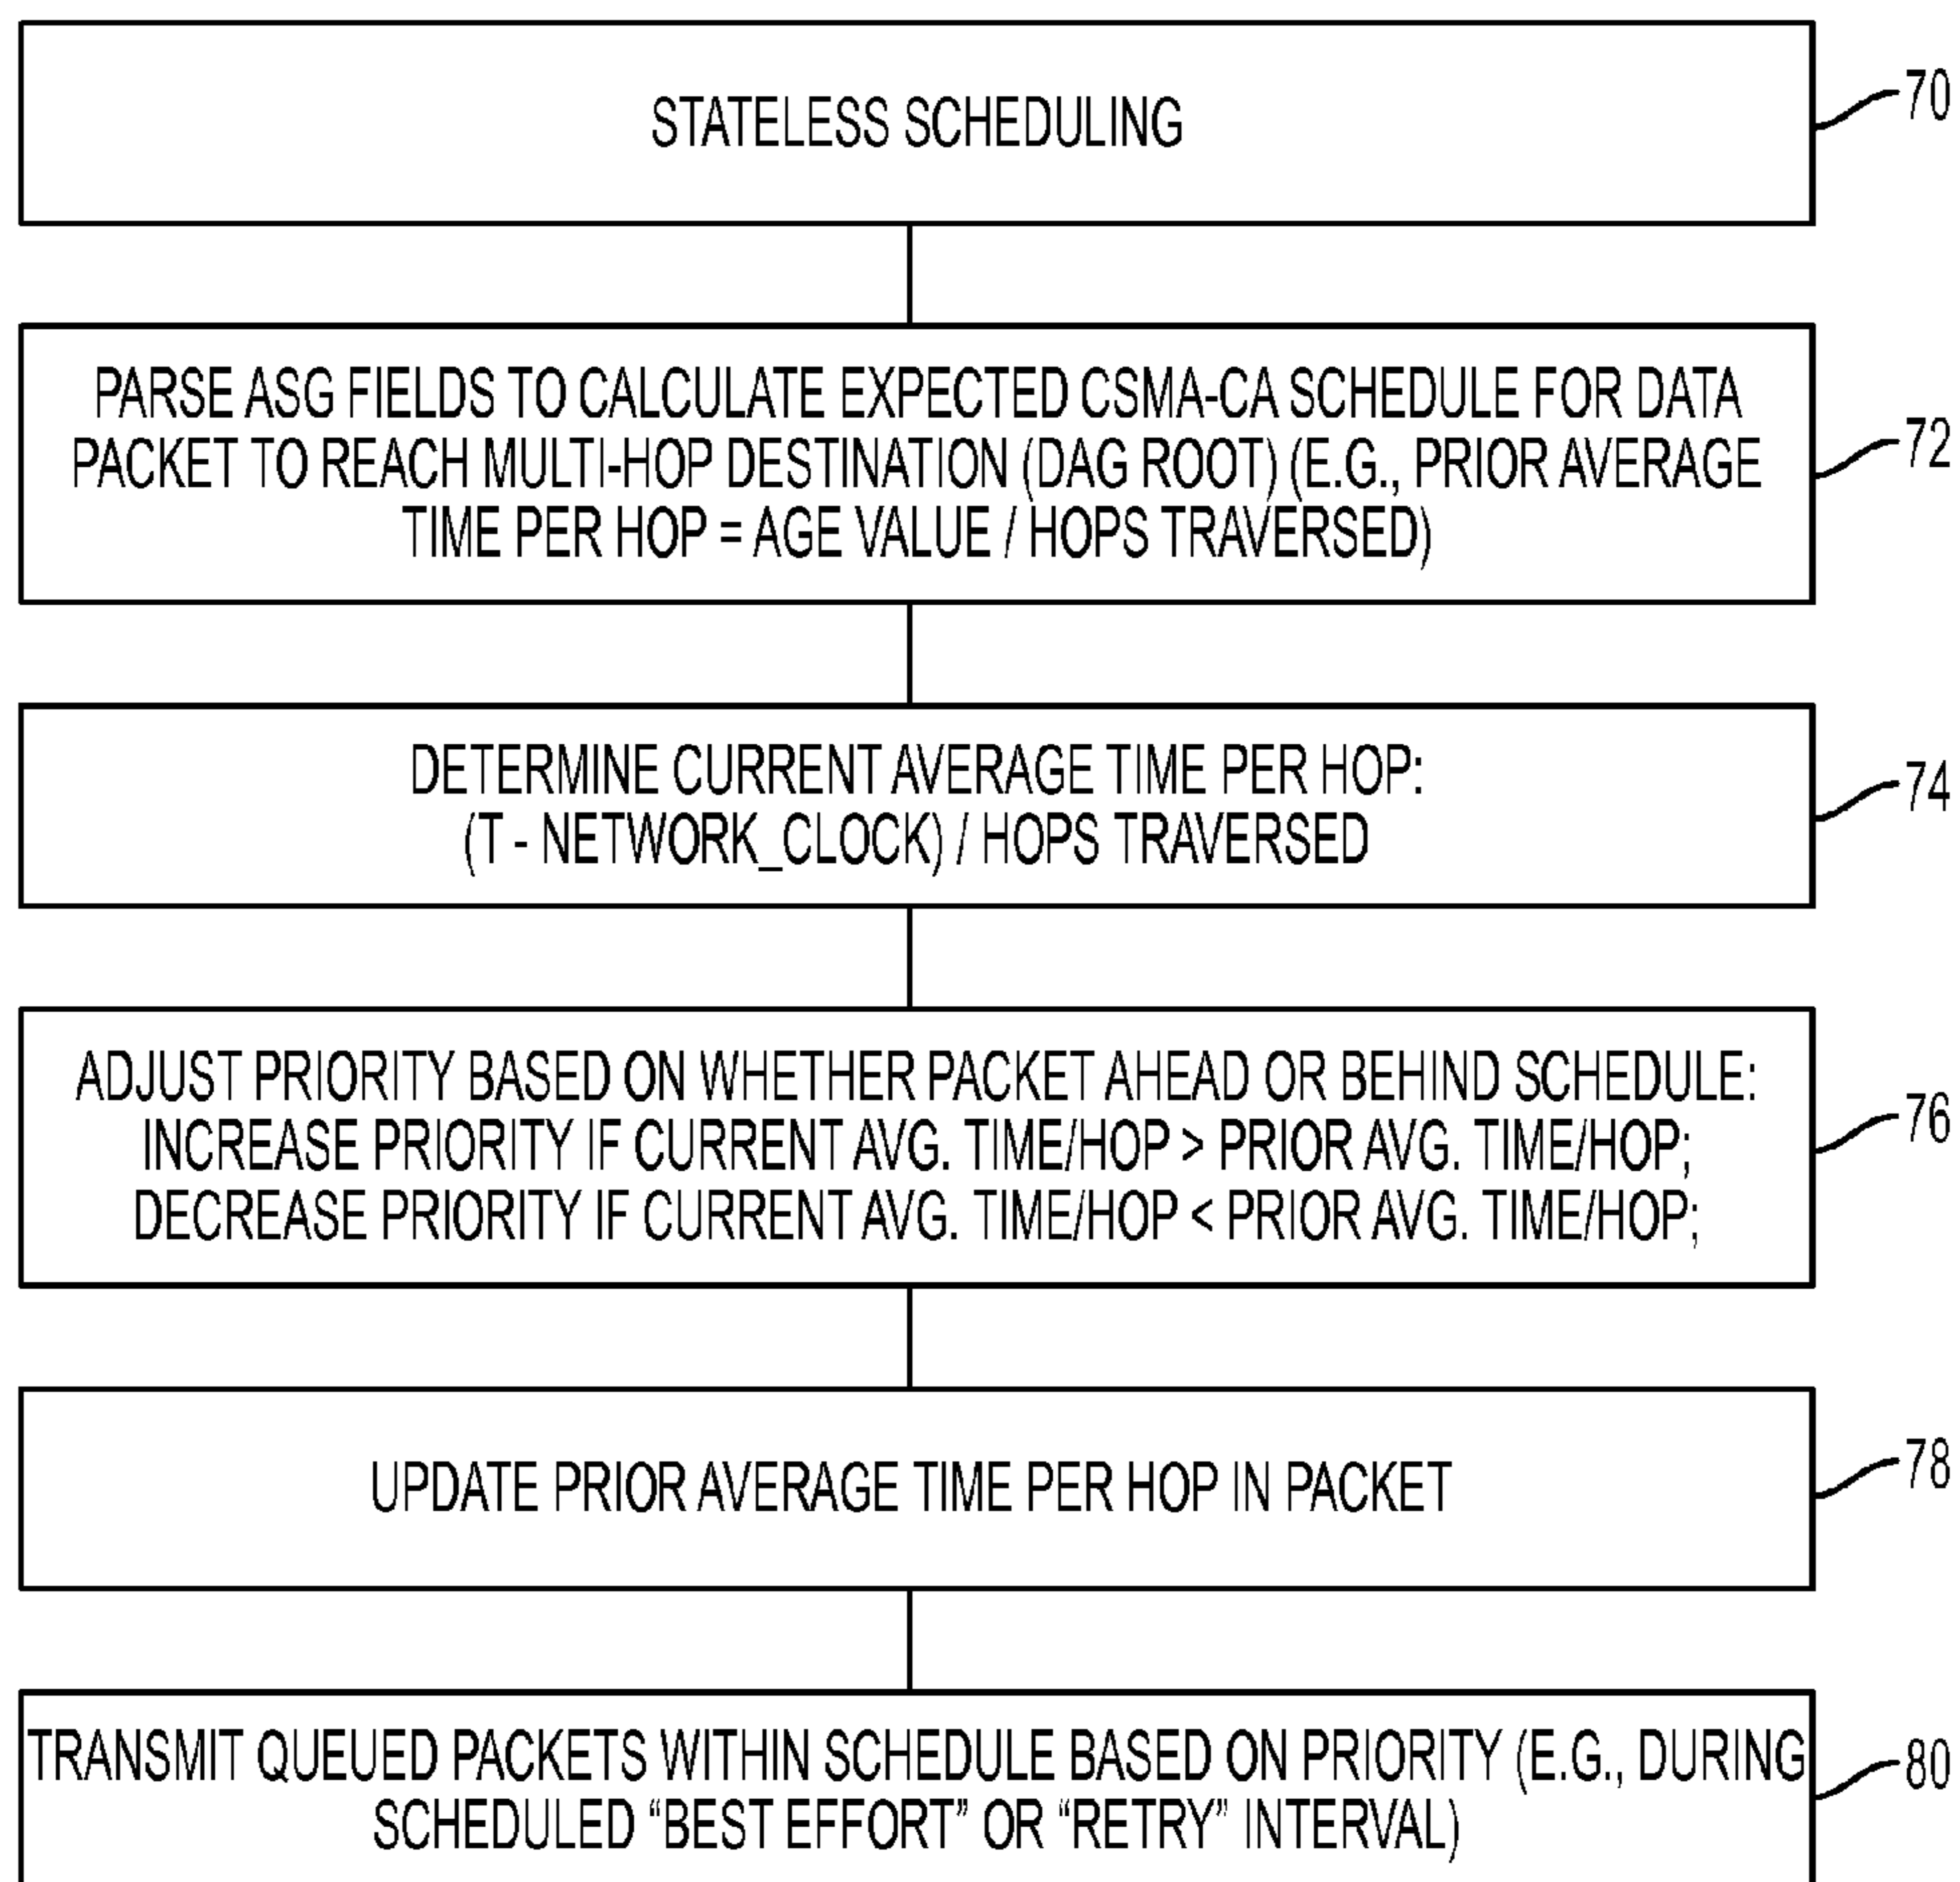 STATELESS SCHEDULING
70
PARSE ASG FIELDS TO CALCULATE EXPECTED CSMA-CA SCHEDULE FOR DATA
PACKET TO REACH MULTI-HOP DESTINATION (DAG ROOT) (E.G., PRIOR AVERAGE
TIME PER HOP = AGE VALUE / HOPS TRAVERSED)
72
DETERMINE CURRENT AVERAGE TIME PER HOP:
(T - NETWORK_CLOCK) / HOPS TRAVERSED
74
ADJUST PRIORITY BASED ON WHETHER PACKET AHEAD OR BEHIND SCHEDULE:
INCREASE PRIORITY IF CURRENT AVG. TIME/HOP > PRIOR AVG. TIME/HOP;
DECREASE PRIORITY IF CURRENT AVG. TIME/HOP < PRIOR AVG. TIME/HOP;
76
UPDATE PRIOR AVERAGE TIME PER HOP IN PACKET
78
TRANSMIT QUEUED PACKETS WITHIN SCHEDULE BASED ON PRIORITY (E.G., DURING
SCHEDULED “BEST EFFORT” OR “RETRY” INTERVAL)
80